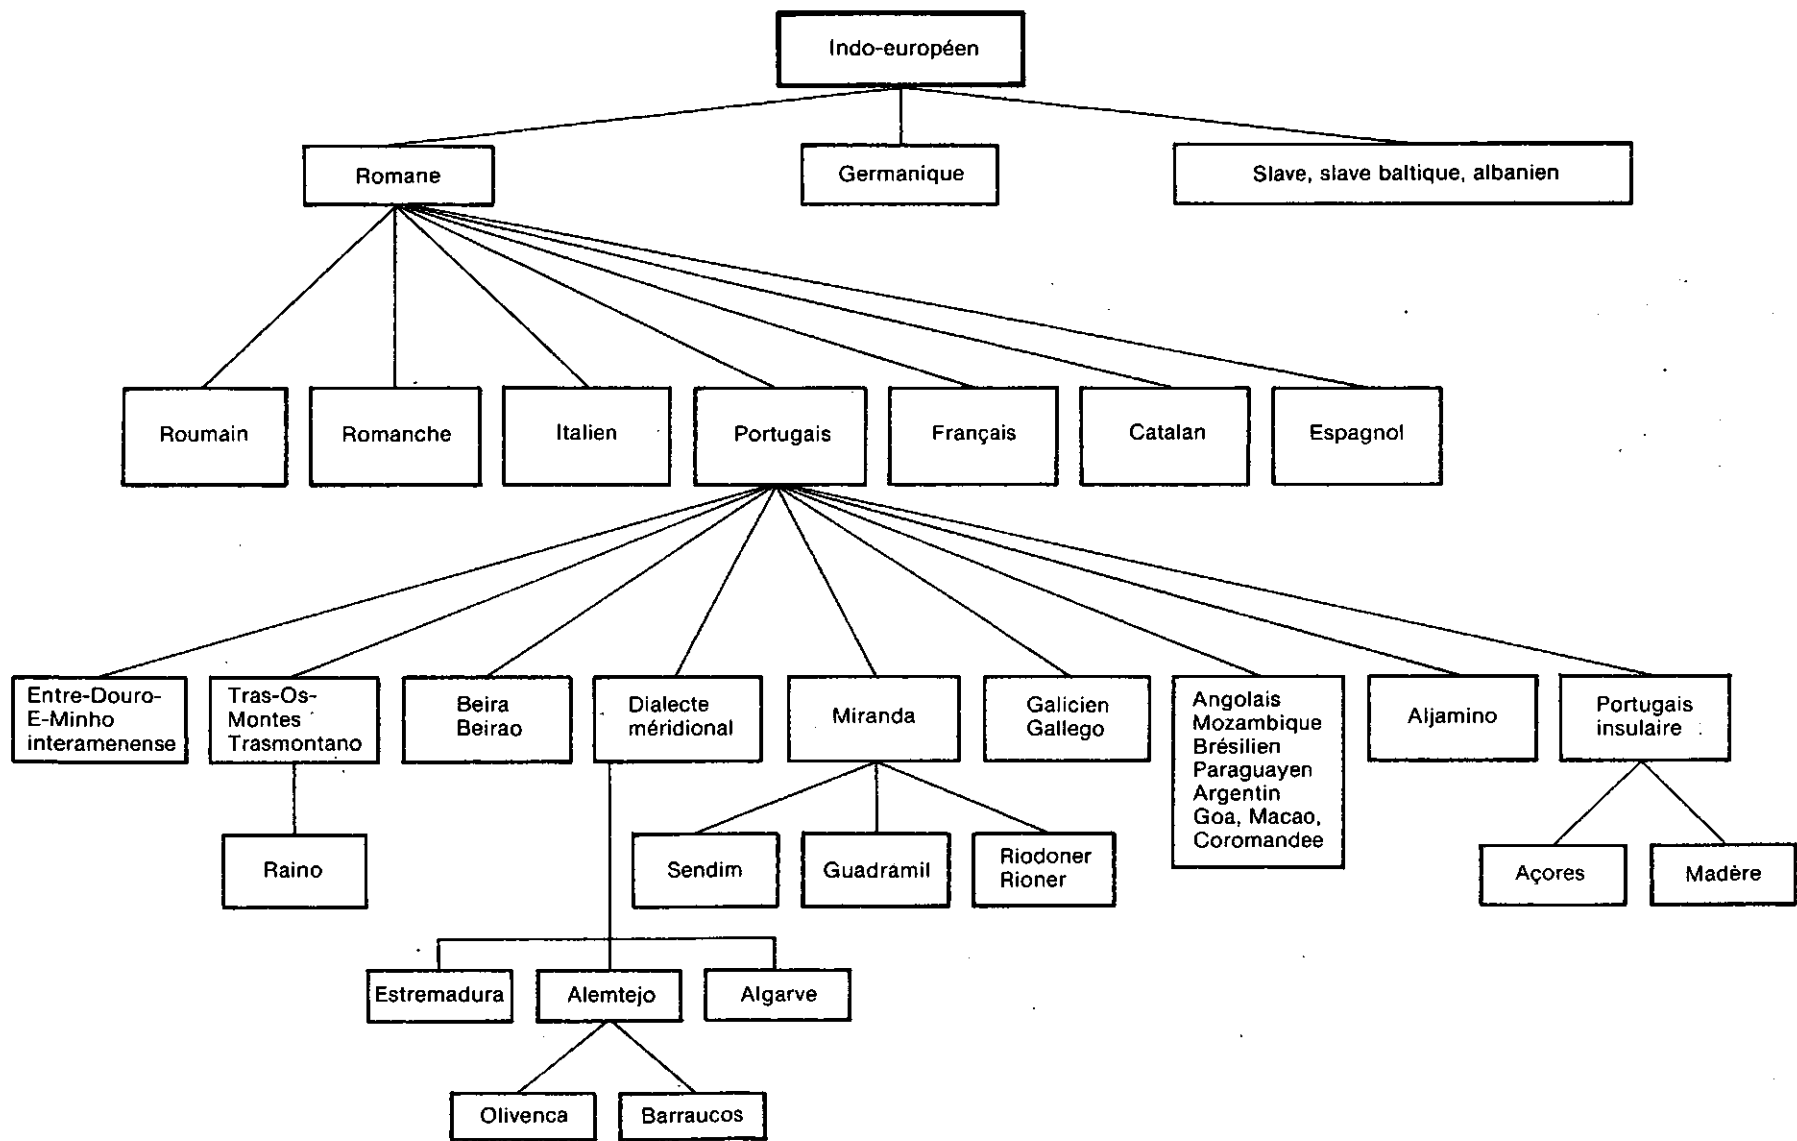 Indo-européen
Romane
Germanique
Slave, slave baltique, albanien
Roumain
Romanche
Italien
Portugais
Français
Catalan
Espagnol
Entre-Douro-
E-Minho
interamenense
Tras-Os-
Montes
Trasmontano
Beira
Beirao
Dialecte
méridional
Miranda
Galicien
Gallego
Angolais
Mozambique
Brésilien
Paraguayen
Argentin
Goa, Macao,
Coromandee
Aljamino
Portugais
insulaire
Raino
Sendim
Guadramil
Riodoner
Rioner
Açores
Madère
Estremadura
Alemtejo
Algarve
Olivenca
Barraucos